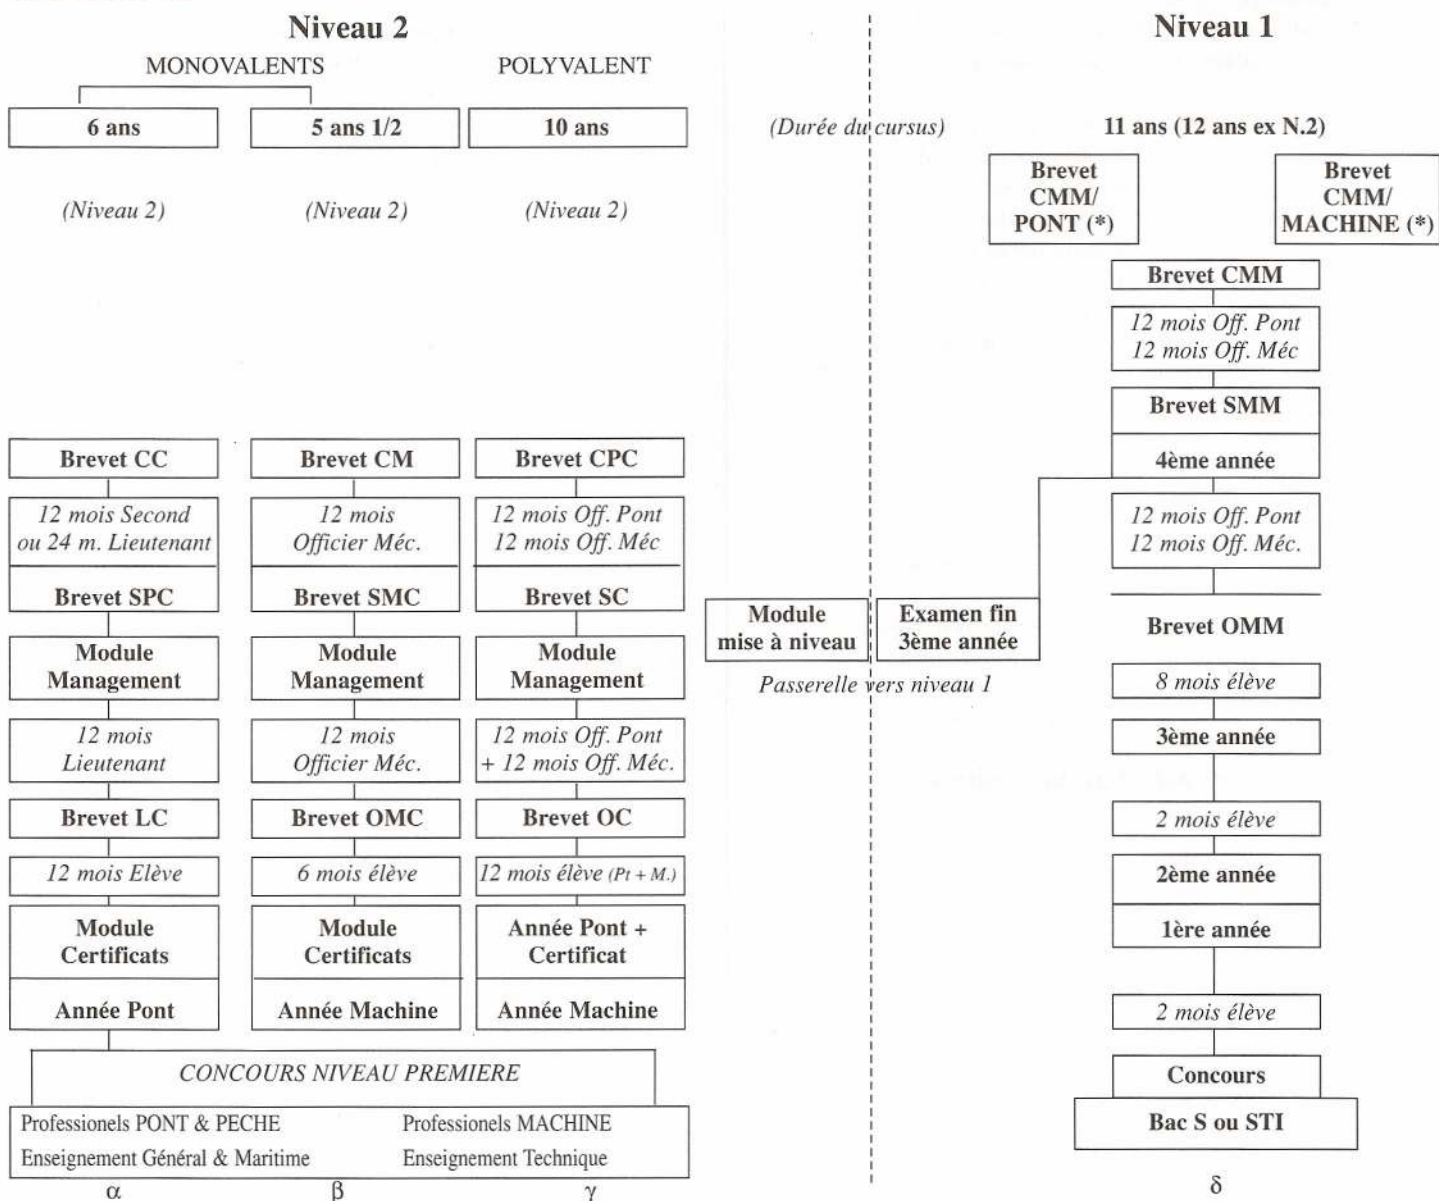 Niveau 2
MONOVALENTS
POLYVALENT
6 ans
5 ans 1/2
10 ans
(Niveau 2)
(Niveau 2)
(Niveau 2)
Brevet CC
Brevet CM
Brevet CPC
12 mois Second
ou 24 m. Lieutenant
12 mois
Officier Méc.
12 mois Off. Pont
12 mois Off. Méc
Brevet SPC
Brevet SMC
Brevet SC
Module
Management
Module
Management
Module
Management
12 mois
Lieutenant
12 mois
Officier Méc.
12 mois Off. Pont
+ 12 mois Off. Méc.
Brevet LC
Brevet OMC
Brevet OC
12 mois Elève
6 mois élève
12 mois élève (Pt + M.)
Module
Certificats
Module
Certificats
Année Pont +
Certificat
Année Pont
Année Machine
Année Machine
CONCOURS NIVEAU PREMIERE
Professionels PONT & PECHE
Professionels MACHINE
Enseignement Général & Maritime
Enseignement Technique
α
β
γ
Niveau 1
(Durée du cursus)
11 ans (12 ans ex N.2)
Brevet
CMM/
PONT (*)
Brevet
CMM/
MACHINE (*)
Brevet CMM
12 mois Off. Pont
12 mois Off. Méc
Brevet SMM
4ème année
12 mois Off. Pont
12 mois Off. Méc.
Module
mise à niveau
Examen fin
3ème année
Passerelle vers niveau 1
Brevet OMM
8 mois élève
3ème année
2 mois élève
2ème année
1ère année
2 mois élève
Concours
Bac S ou STI
δ